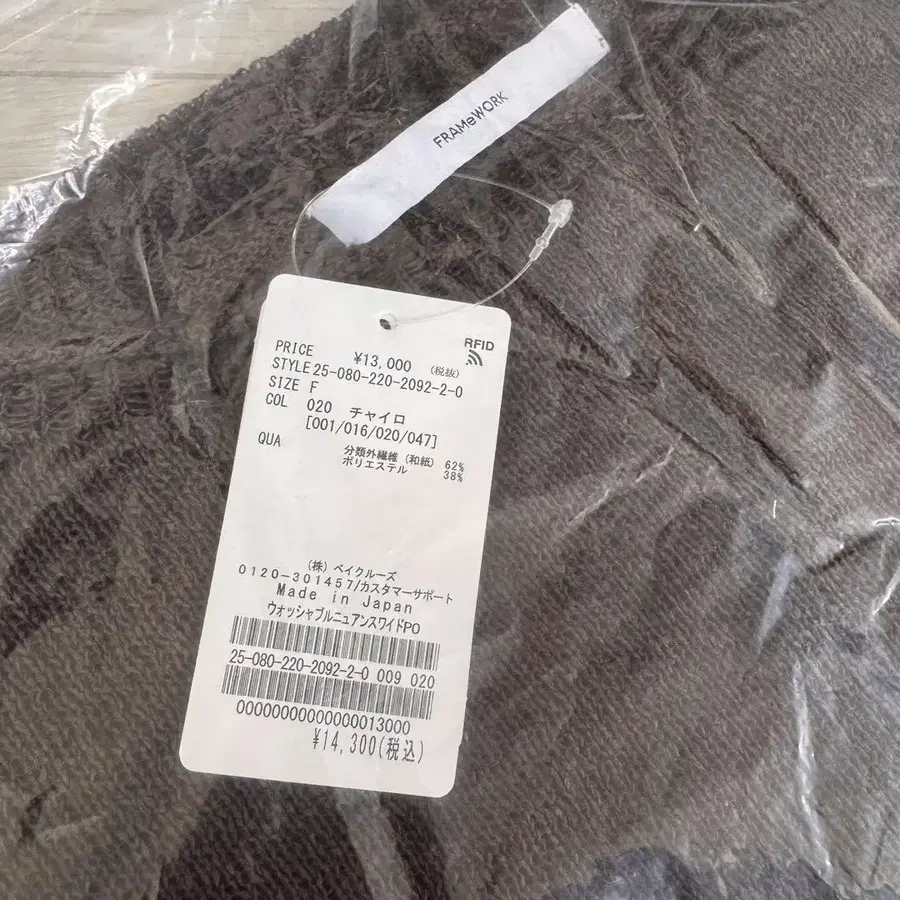 FRAMeWORK
RFID
PRICE ¥13,000 (税抜)
STYLE 25-080-220-2092-2-0
SIZE F
COL 020 チャイロ
[001/016/020/047]
QUA 分類外繊維 (和紙) 62%
ポリエステル 38%
(株) ベイクルーズ
0120-301457/カスタマーサポート
Made in Japan
ウォッシャブルニュアンスワイドPO
25-080-220-2092-2-0 009 020
00000000000000013000
¥14,300(税込)